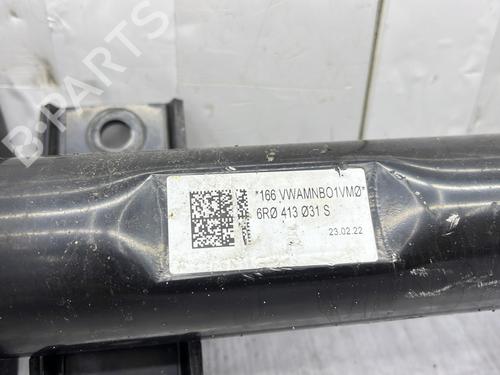 B-PARTS
*166 VWAMNBO1VMØ*
6RØ 413 Ø31 S
23.02.22